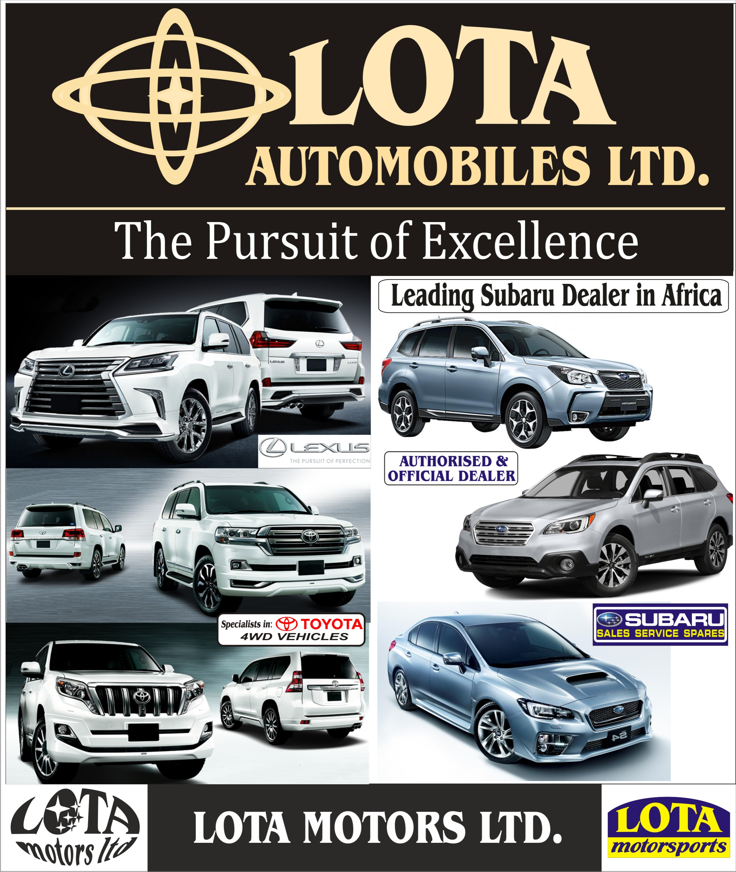 LOTA
AUTOMOBILES LTD.
The Pursuit of Excellence
Leading Subaru Dealer in Africa
LEXUS
THE PURSUIT OF PERFECTION
AUTHORISED &
OFFICIAL DEALER
Specialists in: TOYOTA
4WD VEHICLES
SUBARU
SALES SERVICE SPARES
S4
LOTA
motors ltd
LOTA MOTORS LTD.
LOTA
motorsports